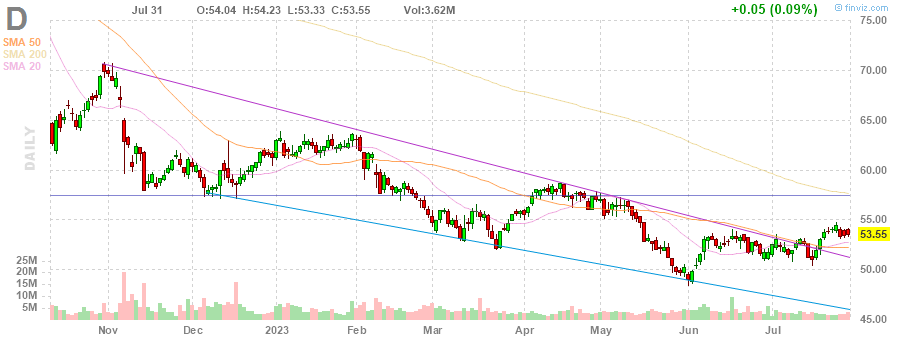 D
Jul 31 O:54.04 H:54.23 L:53.33 C:53.55 Vol:3.62M
+0.05 (0.09%)
© finviz.com
SMA 50
SMA 200
SMA 20
DAILY
75.00
70.00
65.00
60.00
55.00
53.55
50.00
45.00
25M
20M
15M
10M
5M
Nov Dec 2023 Feb Mar Apr May Jun Jul